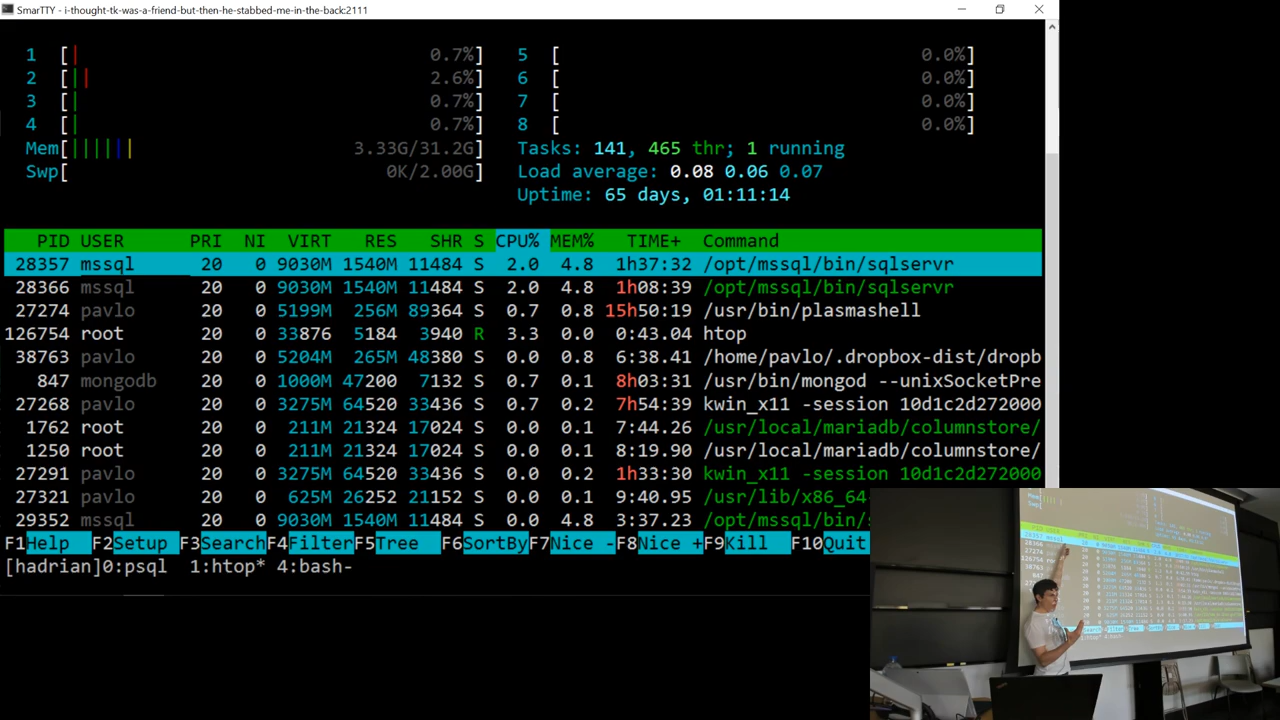 SmarTTY - i-thought-tk-was-a-friend-but-then-he-stabbed-me-in-the-back:2111
1 [| 0.7%] 5 [ 0.0%]
2 [|| 2.6%] 6 [ 0.0%]
3 [| 0.7%] 7 [ 0.0%]
4 [| 0.7%] 8 [ 0.0%]
Mem[|||||| 3.33G/31.2G] Tasks: 141, 465 thr; 1 running
Swp[ 0K/2.00G] Load average: 0.08 0.06 0.07
Uptime: 65 days, 01:11:14
PID USER PRI NI VIRT RES SHR S CPU% MEM% TIME+ Command
28357 mssql 20 0 9030M 1540M 11484 S 2.0 4.8 1h37:32 /opt/mssql/bin/sqlservr
28366 mssql 20 0 9030M 1540M 11484 S 2.0 4.8 1h08:39 /opt/mssql/bin/sqlservr
27274 pavlo 20 0 5199M 256M 89364 S 0.7 0.8 15h50:19 /usr/bin/plasmashell
126754 root 20 0 33876 5184 3940 R 3.3 0.0 0:43.04 htop
38763 pavlo 20 0 5204M 265M 48380 S 0.0 0.8 6:38.41 /home/pavlo/.dropbox-dist/dropb
847 mongodb 20 0 1000M 47200 7132 S 0.7 0.1 8h03:31 /usr/bin/mongod --unixSocketPre
27268 pavlo 20 0 3275M 64520 33436 S 0.7 0.2 7h54:39 kwin_x11 -session 10d1c2d272000
1762 root 20 0 211M 21324 17024 S 0.0 0.1 7:44.26 /usr/local/mariadb/columnstore/
1250 root 20 0 211M 21324 17024 S 0.0 0.1 8:19.90 /usr/local/mariadb/columnstore/
27291 pavlo 20 0 3275M 64520 33436 S 0.0 0.2 1h33:30 kwin_x11 -session 10d1c2d272000
27321 pavlo 20 0 625M 26252 21152 S 0.0 0.1 9:40.95 /usr/lib/x86_64-
29352 mssql 20 0 9030M 1540M 11484 S 0.0 4.8 3:37.23 /opt/mssql/bin/s
F1Help F2Setup F3SearchF4FilterF5Tree F6SortByF7Nice -F8Nice +F9Kill F10Quit
[hadrian]0:psql 1:htop* 4:bash-